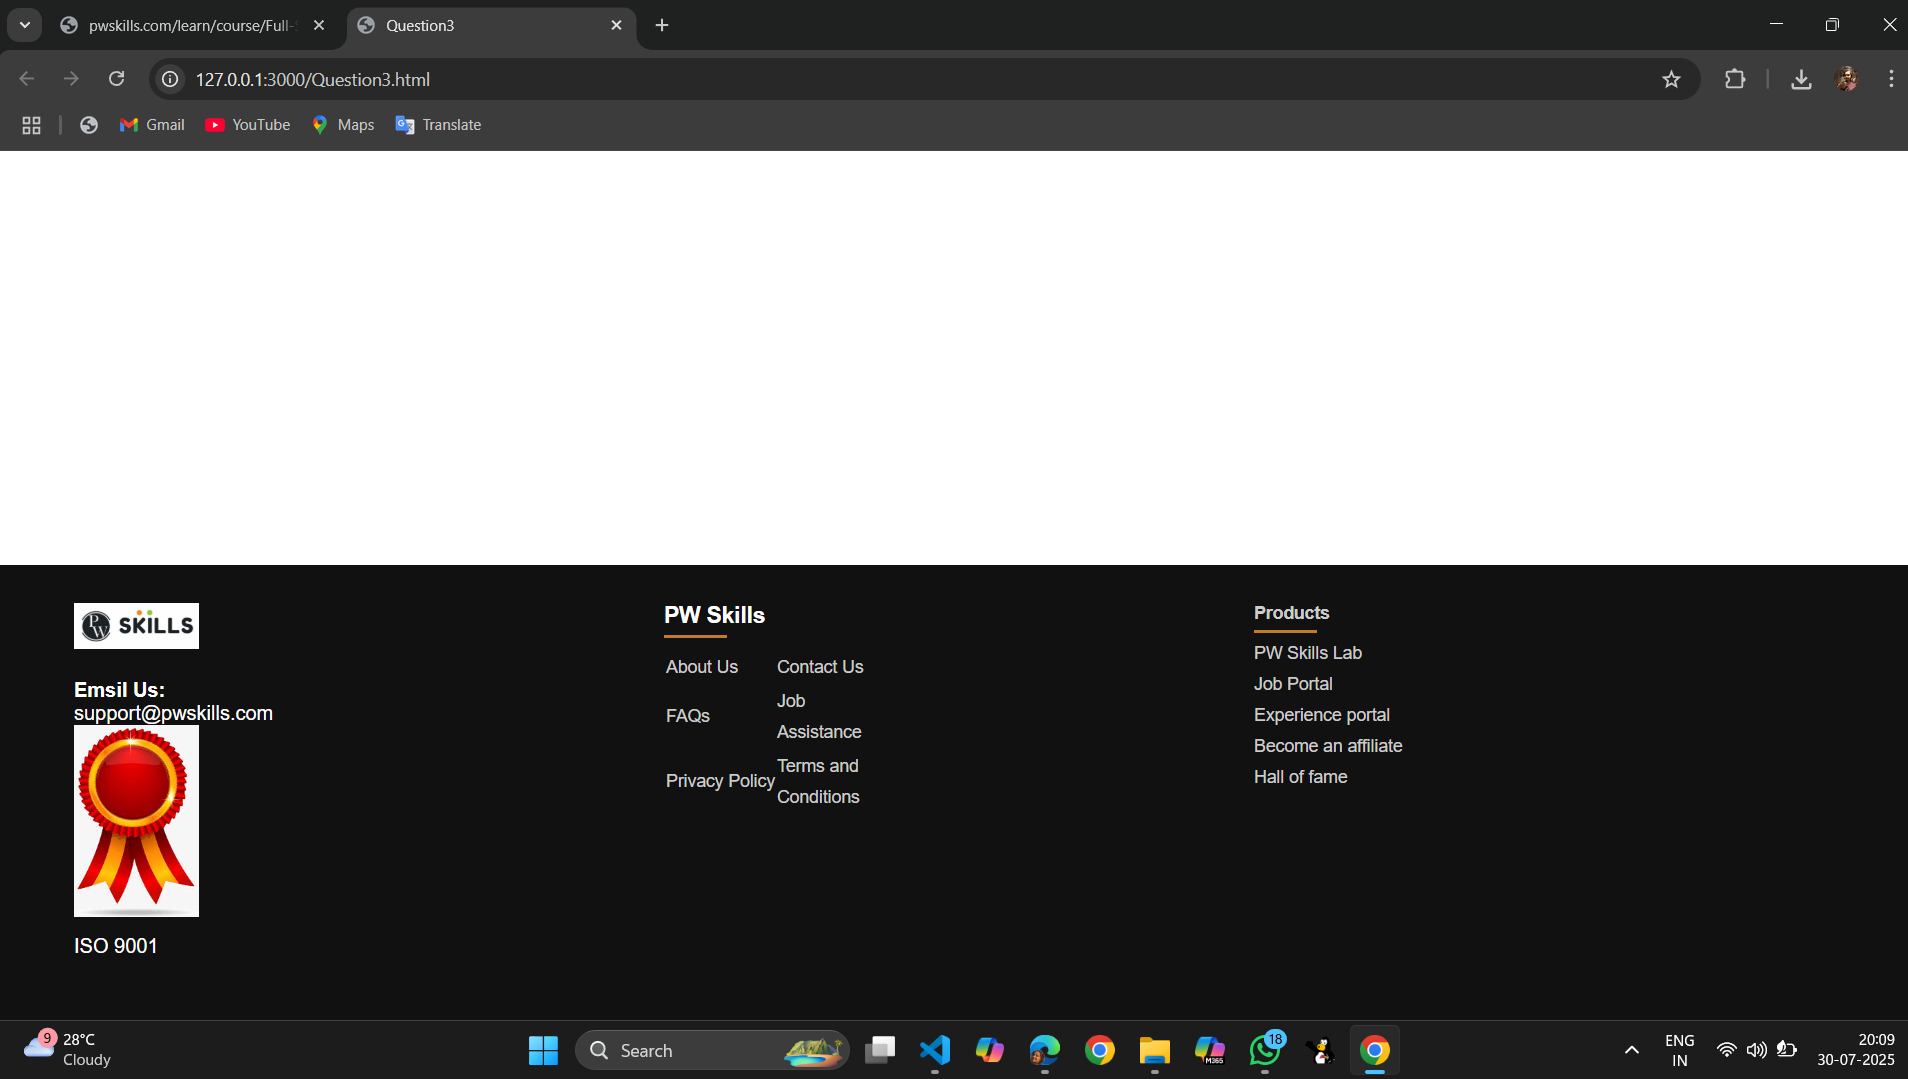 pwskills.com/learn/course/Full-
Question3
127.0.0.1:3000/Question3.html
Gmail
YouTube
Maps
Translate
PW SKILLS
Emsil Us:
support@pwskills.com
ISO 9001
PW Skills
About Us Contact Us
FAQs Job
Assistance
Privacy Policy Terms and
Conditions
Products
PW Skills Lab
Job Portal
Experience portal
Become an affiliate
Hall of fame
9
28°C
Cloudy
Search
M365
18
ENG
IN
20:09
30-07-2025